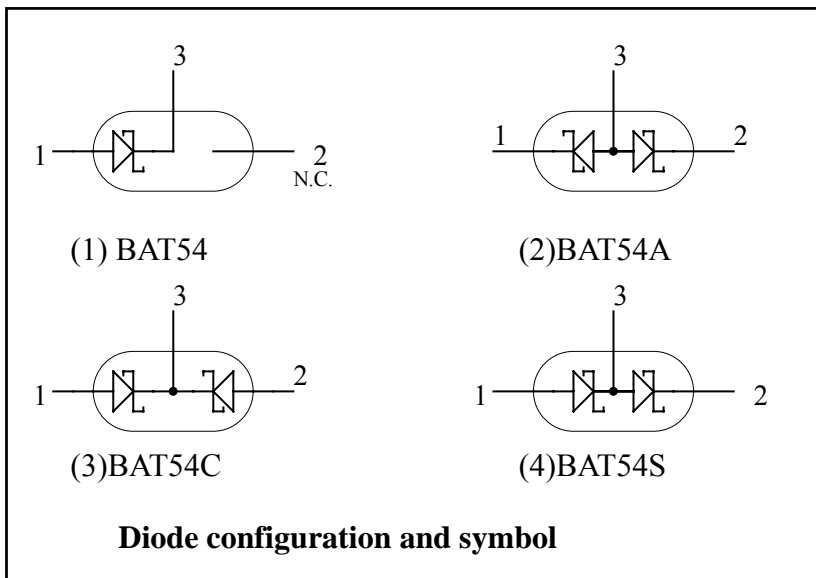 3
3
1
2
N.C.
1
2
(1) BAT54
(2)BAT54A
3
3
1
2
1
2
(3)BAT54C
(4)BAT54S
Diode configuration and symbol